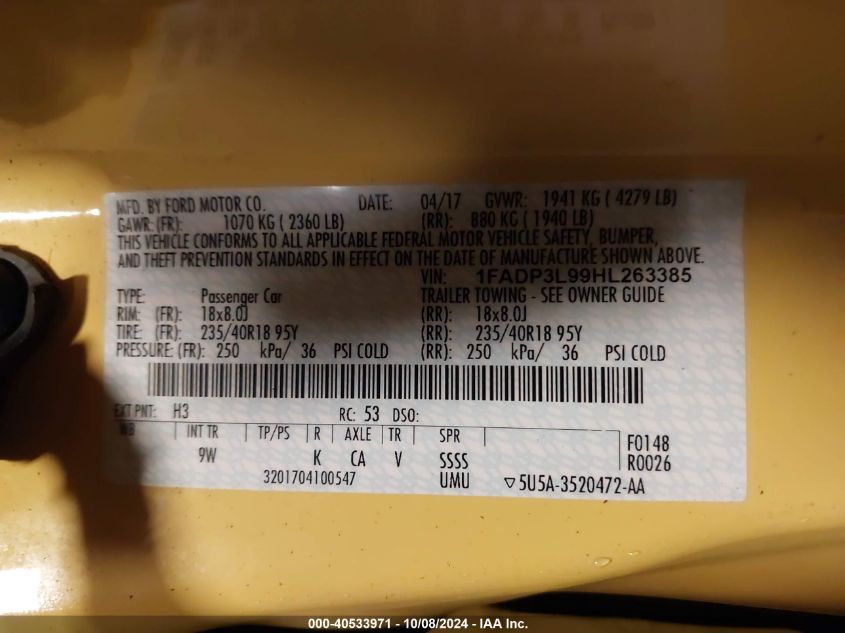 MFD. BY FORD MOTOR CO. DATE: 04/17 GVWR: 1941 KG ( 4279 LB)
GAWR: (FR): 1070 KG ( 2360 LB) (RR): 880 KG ( 1940 LB)
THIS VEHICLE CONFORMS TO ALL APPLICABLE FEDERAL MOTOR VEHICLE SAFETY, BUMPER,
AND THEFT PREVENTION STANDARDS IN EFFECT ON THE DATE OF MANUFACTURE SHOWN ABOVE.
VIN: 1FADP3L99HL263385
TYPE: Passenger Car TRAILER TOWING - SEE OWNER GUIDE
RIM: (FR): 18x8.0J (RR): 18x8.0J
TIRE: (FR): 235/40R18 95Y (RR): 235/40R18 95Y
PRESSURE: (FR): 250 kPa/ 36 PSI COLD (RR): 250 kPa/ 36 PSI COLD
EXT PNT: H3 RC: 53 DSO:
WB INT TR TP/PS R AXLE TR SPR F0148
9W K CA V SSSS R0026
3201704100547 UMU ▽5U5A-3520472-AA
000-40533971 - 10/08/2024 - IAA Inc.